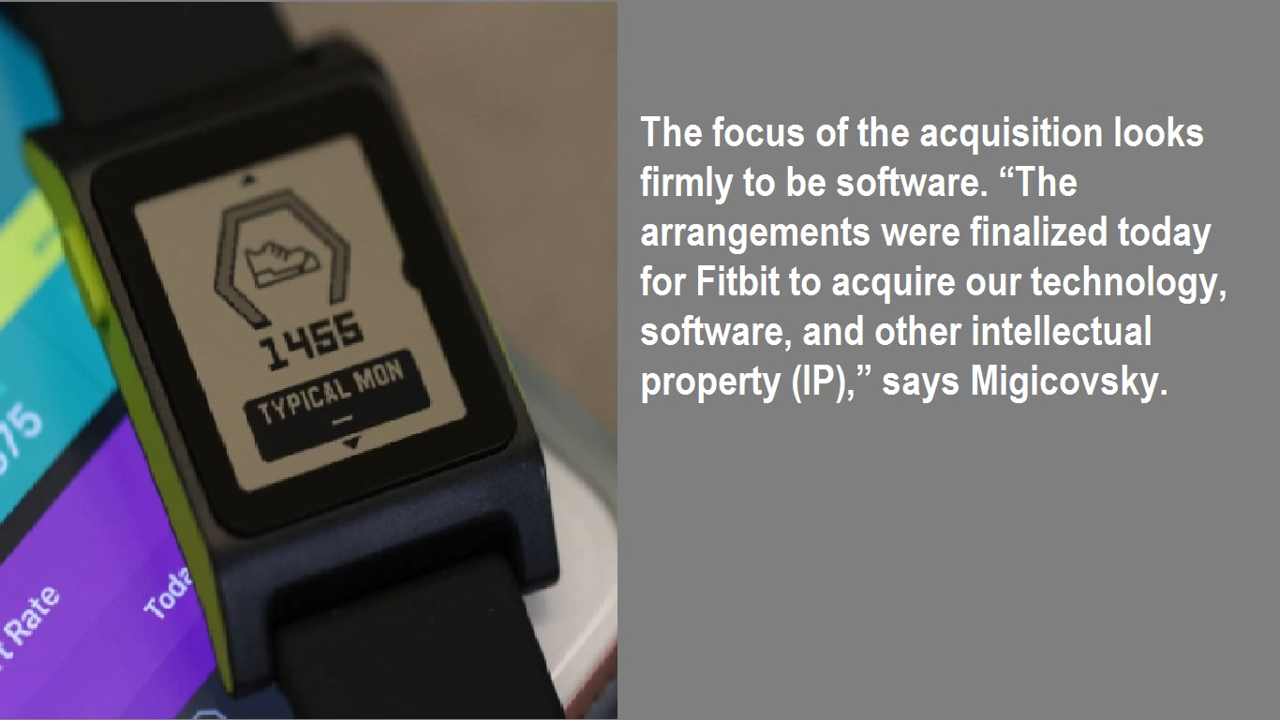 1455
TYPICAL MON
75
t Rate
Toda
The focus of the acquisition looks
firmly to be software. “The
arrangements were finalized today
for Fitbit to acquire our technology,
software, and other intellectual
property (IP),” says Migicovsky.